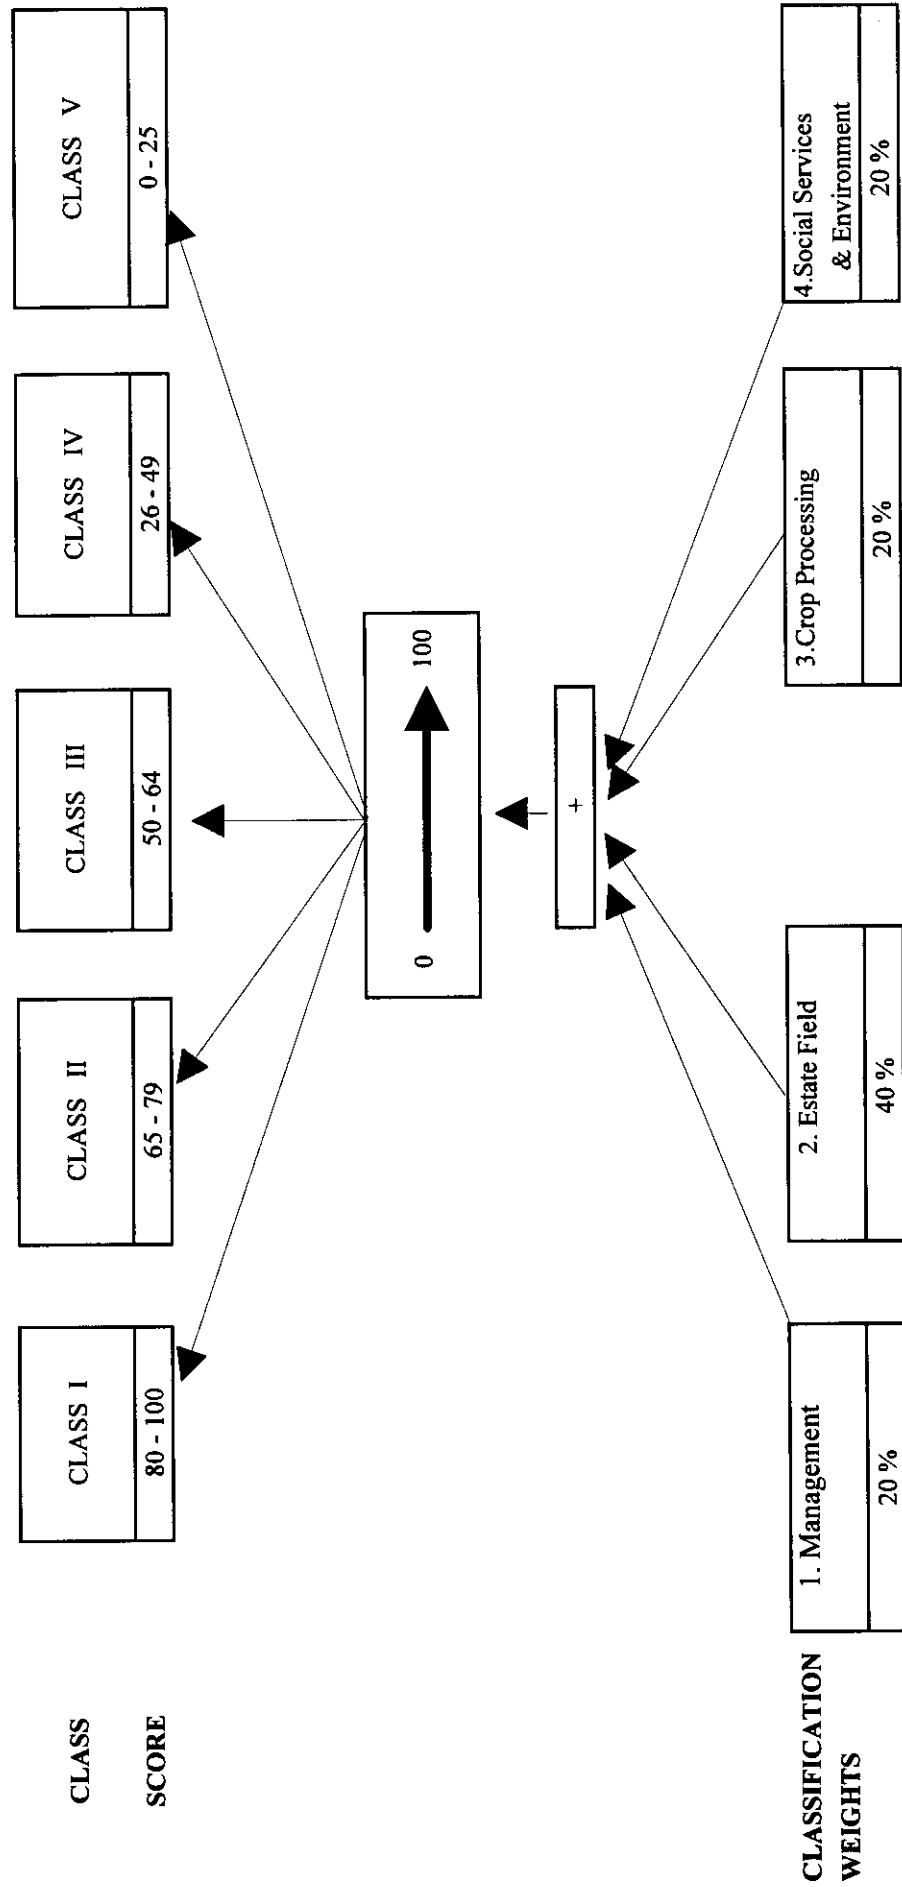 CLASS
CLASS I
CLASS II
CLASS III
CLASS IV
CLASS V
SCORE
80 - 100
65 - 79
50 - 64
26 - 49
0 - 25
0
100
+
CLASSIFICATION
WEIGHTS
1. Management
20 %
2. Estate Field
40 %
3.Crop Processing
20 %
4.Social Services
& Environment
20 %